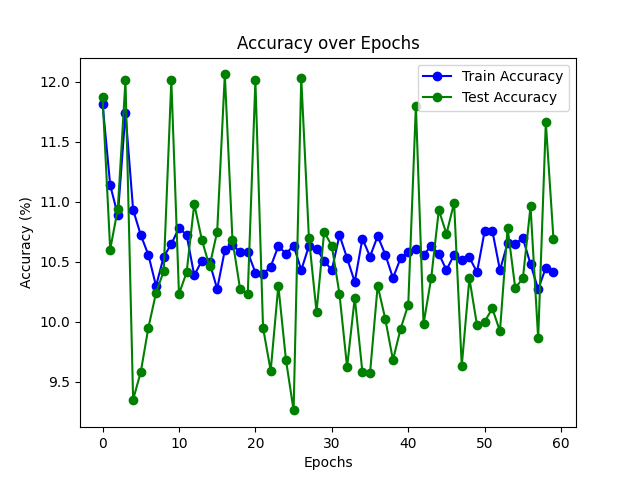 Accuracy over Epochs
Train Accuracy
Test Accuracy
12.0
11.5
11.0
10.5
10.0
9.5
Accuracy (%)
0 10 20 30 40 50 60
Epochs